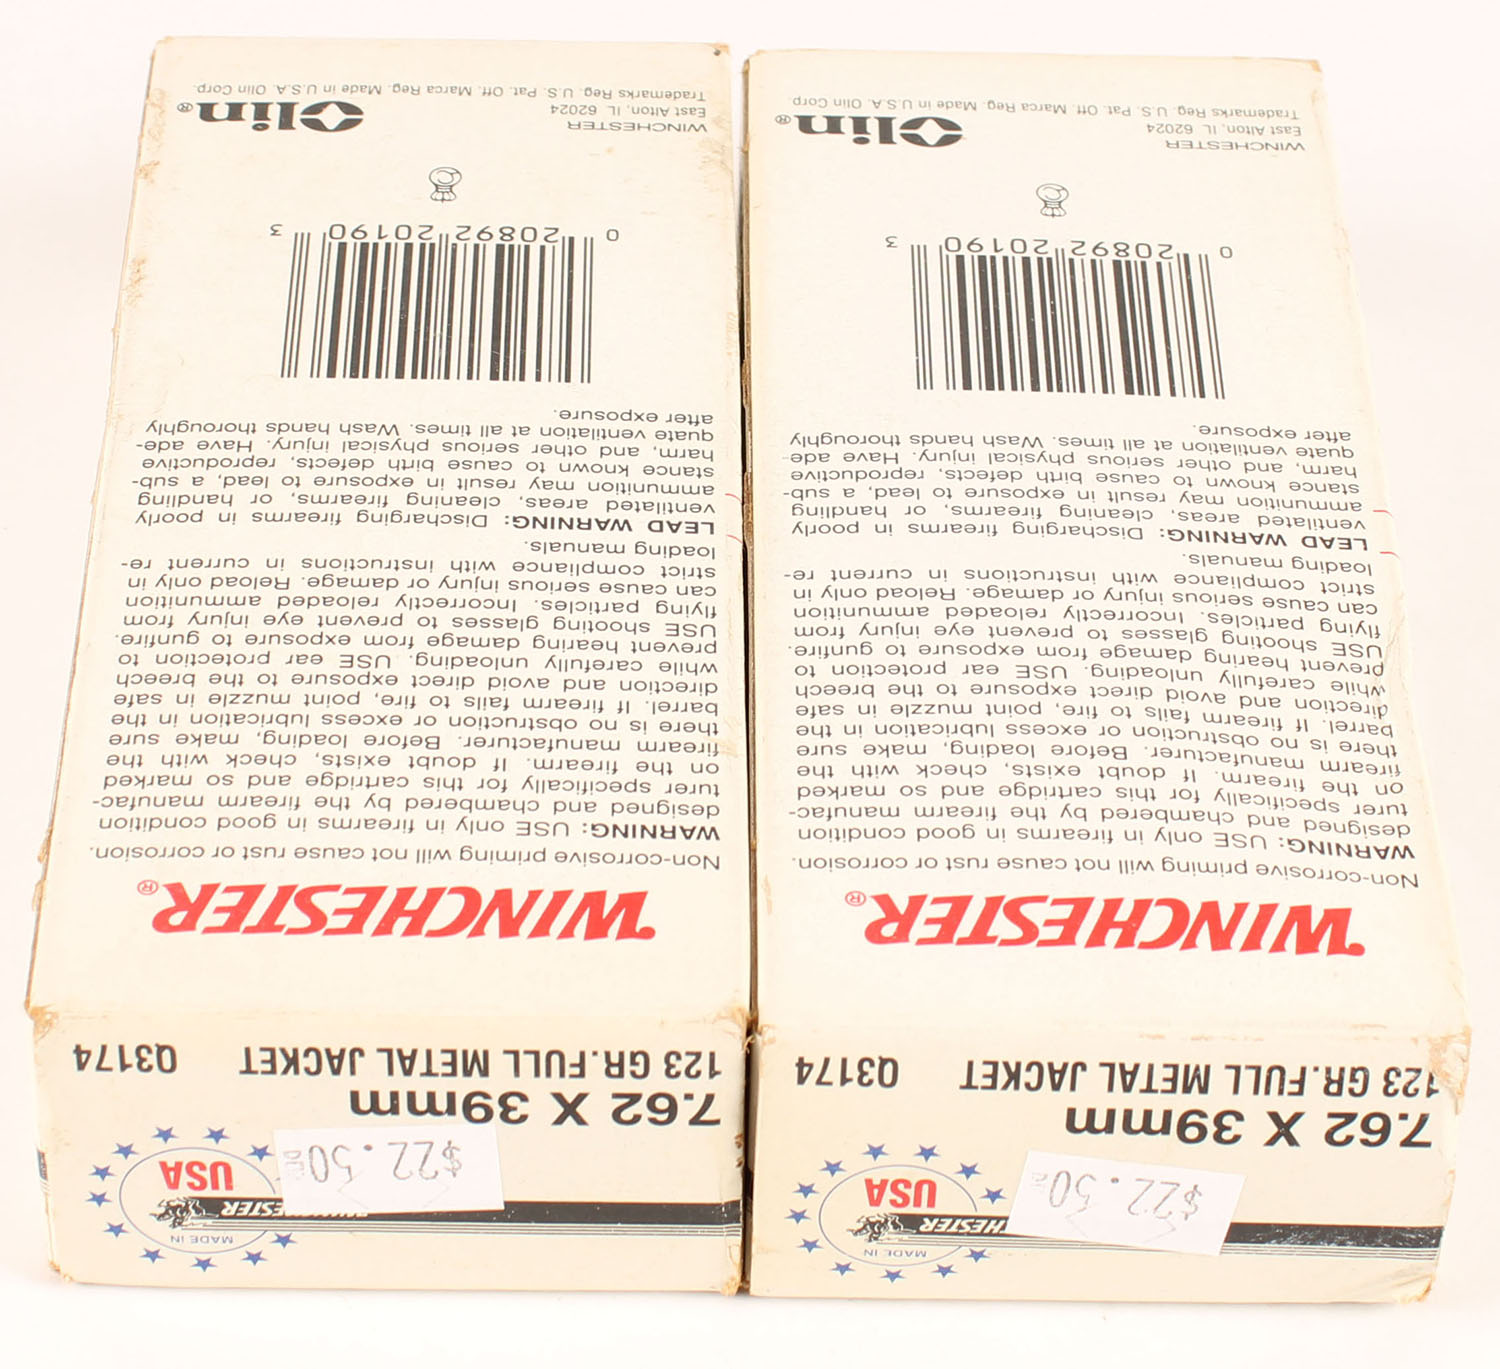 MADE IN
HESTER
USA
$22.50
7.62 X 39mm
123 GR.FULL METAL JACKET Q3174
WINCHESTER®
Non-corrosive priming will not cause rust or corrosion.
WARNING: USE only in firearms in good condition
designed and chambered by the firearm manufac-
turer specifically for this cartridge and so marked
on the firearm. If doubt exists, check with the
firearm manufacturer. Before loading, make sure
there is no obstruction or excess lubrication in the
barrel. If firearm fails to fire, point muzzle in safe
direction and avoid direct exposure to the breech
while carefully unloading. USE ear protection to
prevent hearing damage from exposure to gunfire.
USE shooting glasses to prevent eye injury from
flying particles. Incorrectly reloaded ammunition
can cause serious injury or damage. Reload only in
strict compliance with instructions in current re-
loading manuals.
LEAD WARNING: Discharging firearms in poorly
ventilated areas, cleaning firearms, or handling
ammunition may result in exposure to lead, a sub-
stance known to cause birth defects, reproductive
harm, and other serious physical injury. Have ade-
quate ventilation at all times. Wash hands thoroughly
after exposure.
0 20892 20190 3
WINCHESTER
East Alton, IL 62024
Trademarks Reg. U.S. Pat. Off. Marca Reg. Made in U.S.A. Olin Corp.
Olin®
MADE IN
WINCHESTER
USA
$22.50
7.62 X 39mm
123 GR.FULL METAL JACKET Q3174
WINCHESTER®
Non-corrosive priming will not cause rust or corrosion.
WARNING: USE only in firearms in good condition
designed and chambered by the firearm manufac-
turer specifically for this cartridge and so marked
on the firearm. If doubt exists, check with the
firearm manufacturer. Before loading, make sure
there is no obstruction or excess lubrication in the
barrel. If firearm fails to fire, point muzzle in safe
direction and avoid direct exposure to the breech
while carefully unloading. USE ear protection to
prevent hearing damage from exposure to gunfire.
USE shooting glasses to prevent eye injury from
flying particles. Incorrectly reloaded ammunition
can cause serious injury or damage. Reload only in
strict compliance with instructions in current re-
loading manuals.
LEAD WARNING: Discharging firearms in poorly
ventilated areas, cleaning firearms, or handling
ammunition may result in exposure to lead, a sub-
stance known to cause birth defects, reproductive
harm, and other serious physical injury. Have ade-
quate ventilation at all times. Wash hands thoroughly
after exposure.
0 20892 20190 3
WINCHESTER
East Alton, IL 62024
Trademarks Reg. U.S. Pat. Off. Marca Reg. Made in U.S.A. Olin Corp.
Olin®